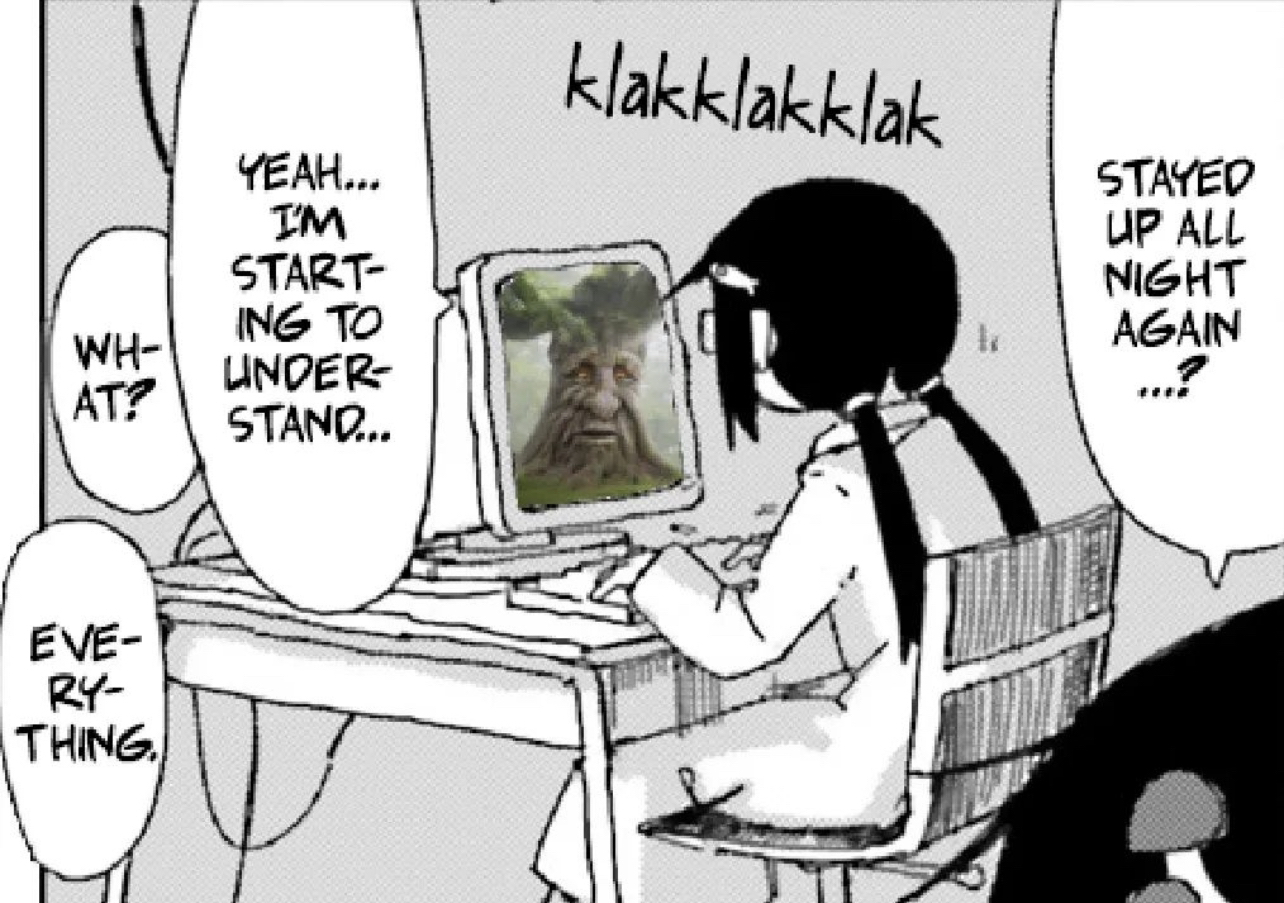 STAYED
UP ALL
NIGHT
AGAIN
...?
klakklakklak
YEAH...
I'M
START-
ING TO
UNDER-
STAND...
WH-
AT?
EVE-
RY-
THING.